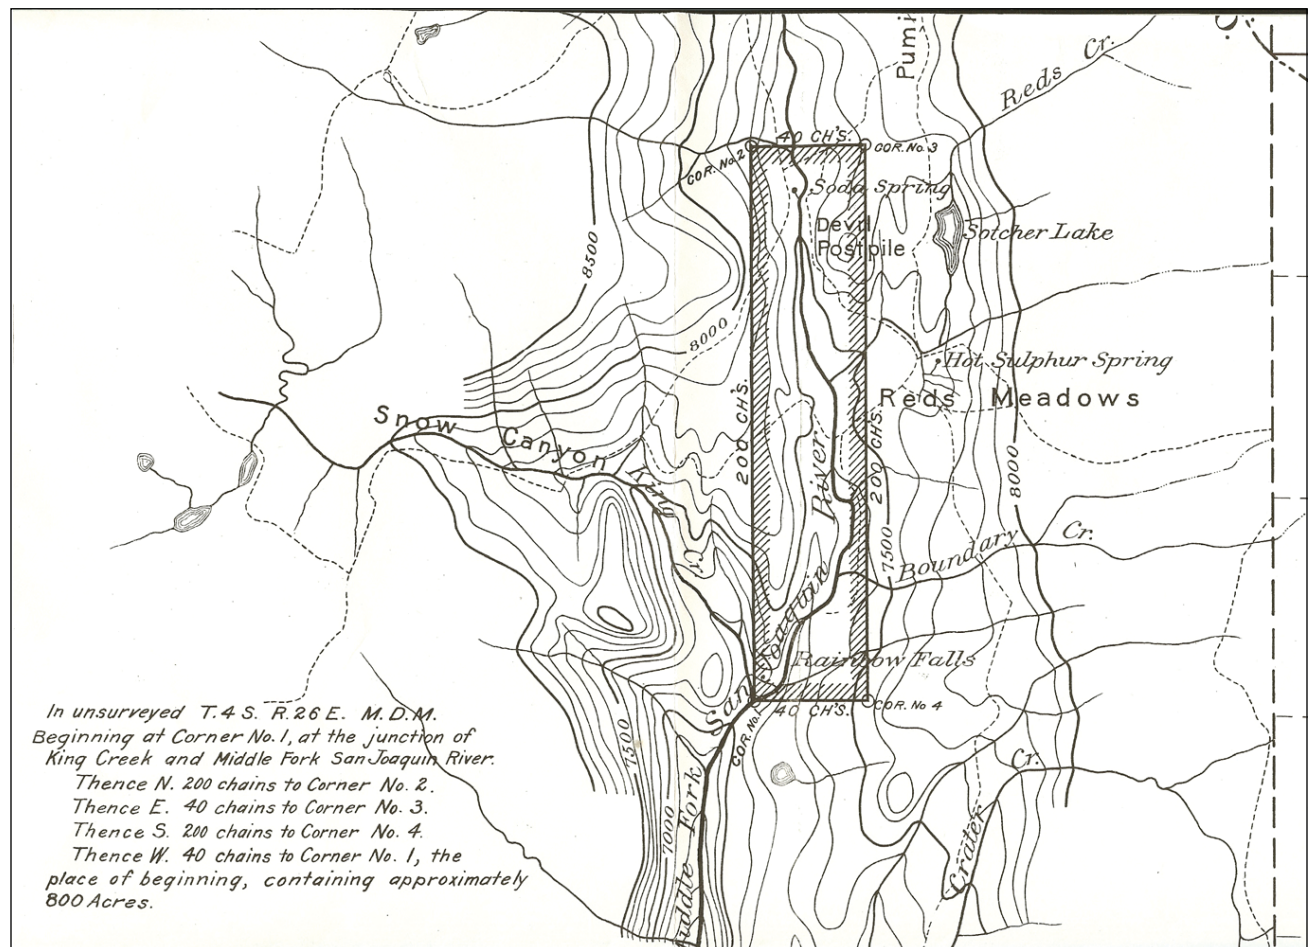 Reds Cr.
40 CH'S.
COR. No. 2
COR. No. 3
Soda Spring
Devil
Postpile
Sotcher Lake
8500
8000
Hot Sulphur Spring
Reds Meadows
200 CH'S.
200 CH'S.
Snow Canyon
King Cr.
8000
7500
Boundary Cr.
San Joaquin River
Rainbow Falls
40 CH'S.
COR. No. 4
COR. No. 1
Cr.
Crater
7500
7000
Fork
In unsurveyed T. 4 S. R. 26 E. M. D. M.
Beginning at Corner No. 1, at the junction of
King Creek and Middle Fork San Joaquin River.
Thence N. 200 chains to Corner No. 2.
Thence E. 40 chains to Corner No. 3.
Thence S. 200 chains to Corner No. 4.
Thence W. 40 chains to Corner No. 1, the
place of beginning, containing approximately
800 Acres.